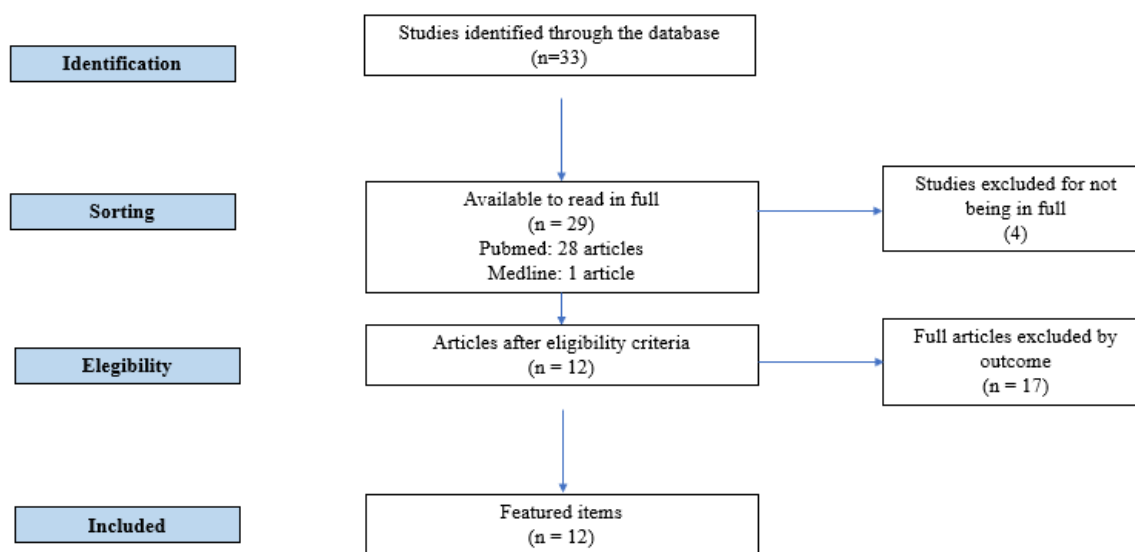 Identification
Studies identified through the database
(n=33)
Sorting
Available to read in full
(n = 29)
Pubmed: 28 articles
Medline: 1 article
Studies excluded for not
being in full
(4)
Elegibility
Articles after eligibility criteria
(n = 12)
Full articles excluded by
outcome
(n = 17)
Included
Featured items
(n = 12)